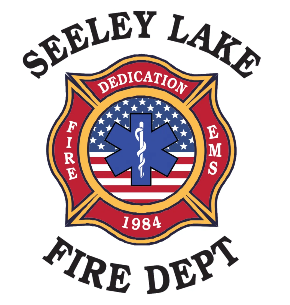 SEELEY LAKE
DEDICATION
FIRE
EMS
1984
FIRE DEPT